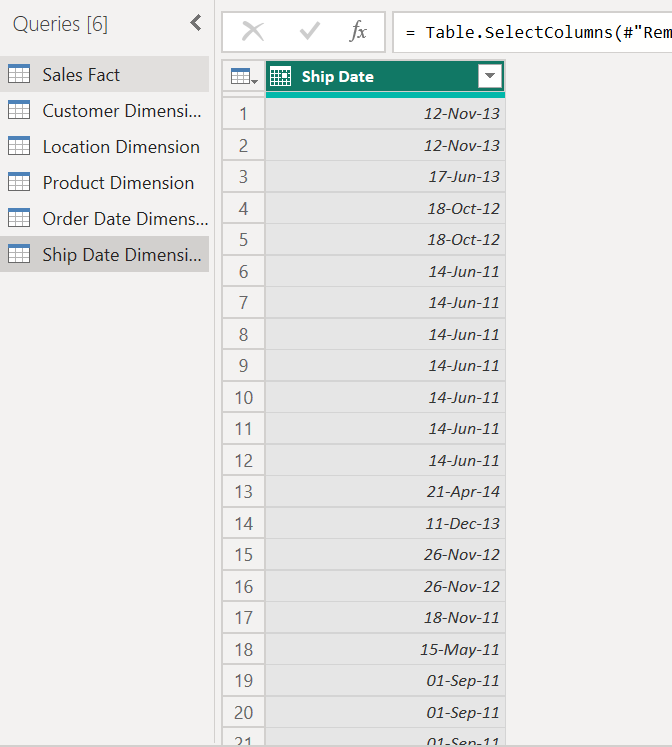 Queries [6]
fx
= Table.SelectColumns(#"Rem
Sales Fact
Customer Dimensi...
Location Dimension
Product Dimension
Order Date Dimens...
Ship Date Dimensi...
Ship Date
1 12-Nov-13
2 12-Nov-13
3 17-Jun-13
4 18-Oct-12
5 18-Oct-12
6 14-Jun-11
7 14-Jun-11
8 14-Jun-11
9 14-Jun-11
10 14-Jun-11
11 14-Jun-11
12 14-Jun-11
13 21-Apr-14
14 11-Dec-13
15 26-Nov-12
16 26-Nov-12
17 18-Nov-11
18 15-May-11
19 01-Sep-11
20 01-Sep-11
21 01-Sep-11